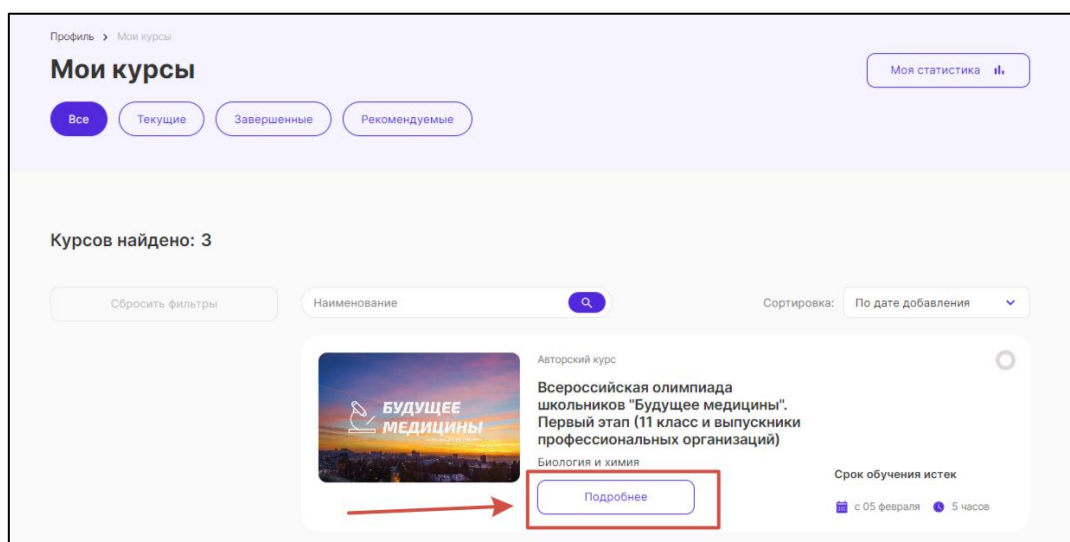 Профиль > Мои курсы
Мои курсы
Моя статистика
Все
Текущие
Завершенные
Рекомендуемые
Курсов найдено: 3
Сбросить фильтры
Наименование
Сортировка:
По дате добавления
БУДУЩЕЕ
МЕДИЦИНЫ
Авторский курс
Всероссийская олимпиада
школьников "Будущее медицины".
Первый этап (11 класс и выпускники
профессиональных организаций)
Биология и химия
Подробнее
Срок обучения истек
с 05 февраля
5 часов